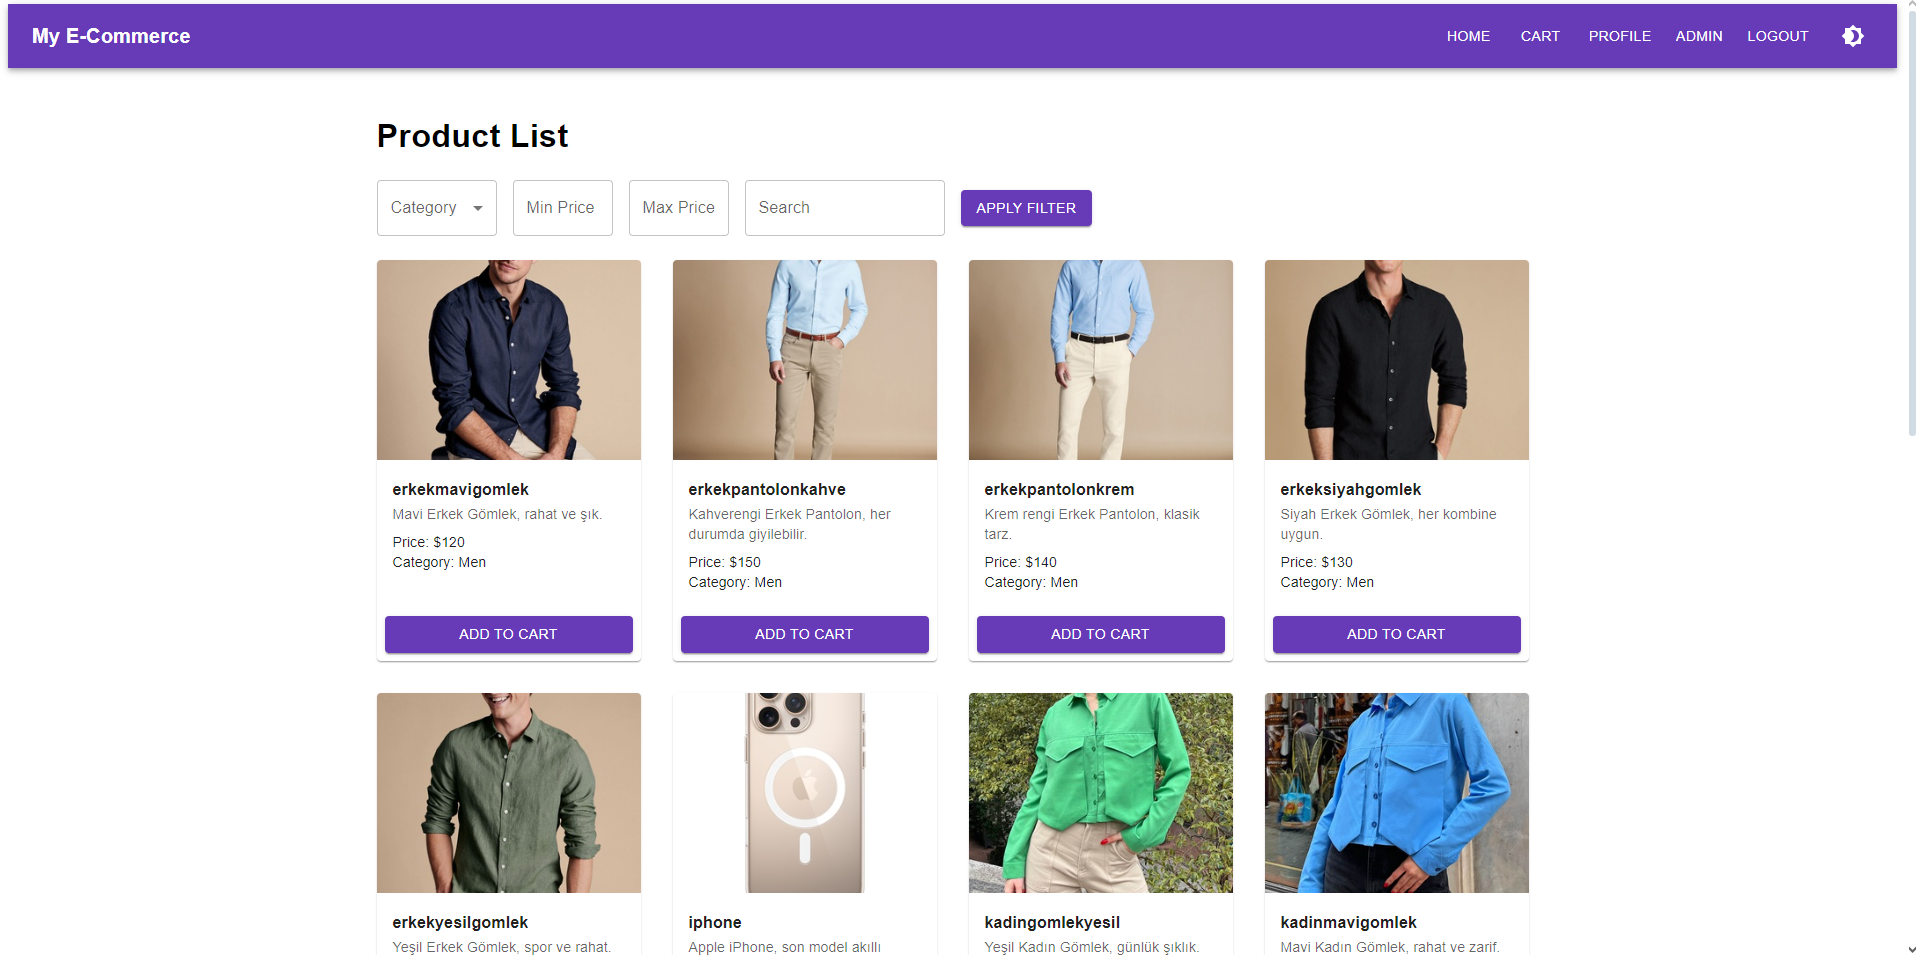 My E-Commerce
HOME CART PROFILE ADMIN LOGOUT
Product List
Category Min Price Max Price Search APPLY FILTER
erkekmavigomlek
Mavi Erkek Gömlek, rahat ve şık.
Price: $120
Category: Men
ADD TO CART
erkekpantolonkahve
Kahverengi Erkek Pantolon, her
durumda giyilebilir.
Price: $150
Category: Men
ADD TO CART
erkekpantolonkrem
Krem rengi Erkek Pantolon, klasik
tarz.
Price: $140
Category: Men
ADD TO CART
erkeksiyahgomlek
Siyah Erkek Gömlek, her kombine
uygun.
Price: $130
Category: Men
ADD TO CART
erkekyesilgomlek
Yeşil Erkek Gömlek, spor ve rahat.
iphone
Apple iPhone, son model akıllı
kadingomlekyesil
Yeşil Kadın Gömlek, günlük şıklık.
kadinmavigomlek
Mavi Kadın Gömlek, rahat ve zarif.